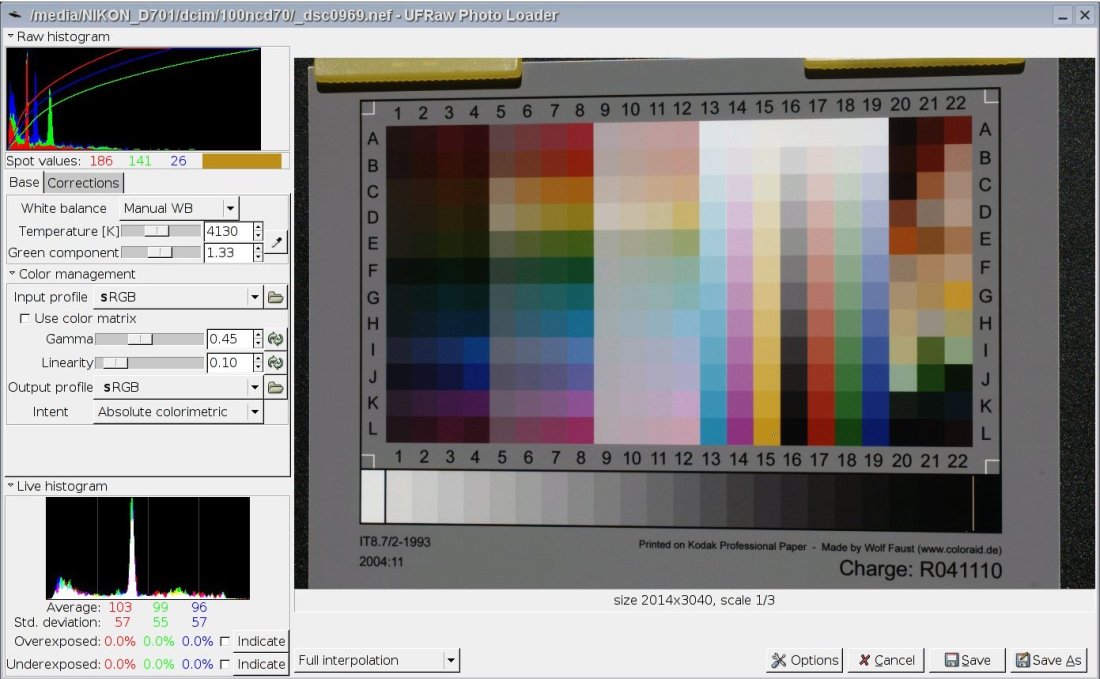 /media/NIKON_D701/dcim/100ncd70/_dsc0969.nef - UFRaw Photo Loader
Raw histogram
Spot values: 186 141 26
Base Corrections
White balance Manual WB
Temperature [K] 4130
Green component 1.33
Color management
Input profile sRGB
Use color matrix
Gamma 0.45
Linearity 0.10
Output profile sRGB
Intent Absolute colorimetric
Live histogram
Average: 103 99 96
Std. deviation: 57 55 57
Overexposed: 0.0% 0.0% 0.0% Indicate
Underexposed: 0.0% 0.0% 0.0% Indicate
1 2 3 4 5 6 7 8 9 10 11 12 13 14 15 16 17 18 19 20 21 22
A A
B B
C C
D D
E E
F F
G G
H H
I I
J J
K K
L L
1 2 3 4 5 6 7 8 9 10 11 12 13 14 15 16 17 18 19 20 21 22
IT8.7/2-1993
2004:11
Printed on Kodak Professional Paper - Made by Wolf Faust (www.coloraid.de)
Charge: R041110
size 2014x3040, scale 1/3
Full interpolation
Options Cancel Save Save As